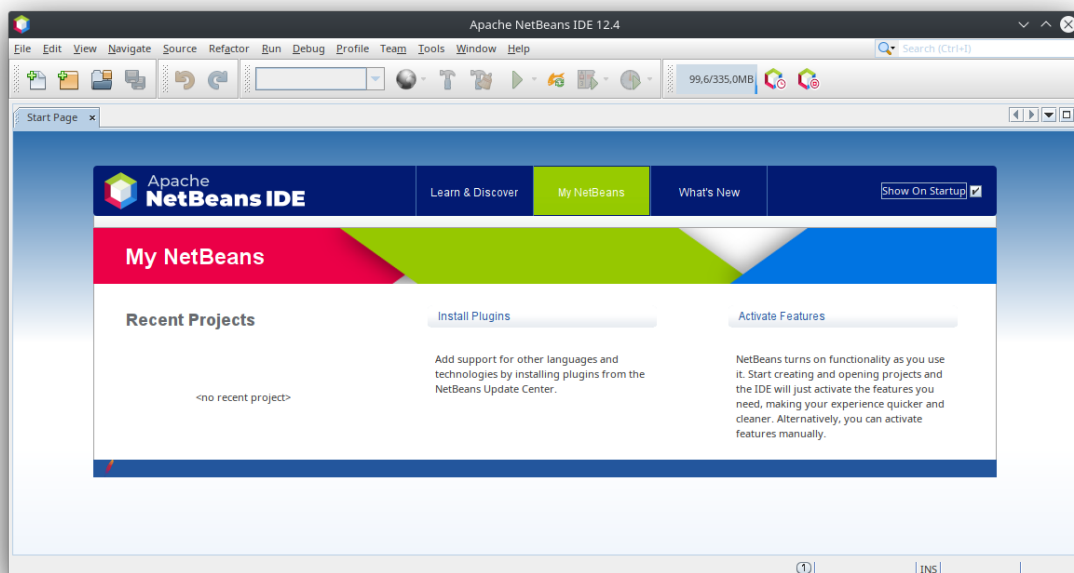 Apache NetBeans IDE 12.4
File Edit View Navigate Source Refactor Run Debug Profile Team Tools Window Help
Search (Ctrl+I)
99,6/335,0MB
Start Page
Apache
NetBeans IDE
Learn & Discover
My NetBeans
What's New
Show On Startup
My NetBeans
Recent Projects
<no recent project>
Install Plugins
Add support for other languages and
technologies by installing plugins from the
NetBeans Update Center.
Activate Features
NetBeans turns on functionality as you use
it. Start creating and opening projects and
the IDE will just activate the features you
need, making your experience quicker and
cleaner. Alternatively, you can activate
features manually.
1
INS